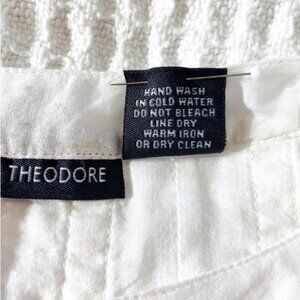 HAND WASH
IN COLD WATER
DO NOT BLEACH
LINE DRY
WARM IRON
OR DRY CLEAN
THEODORE